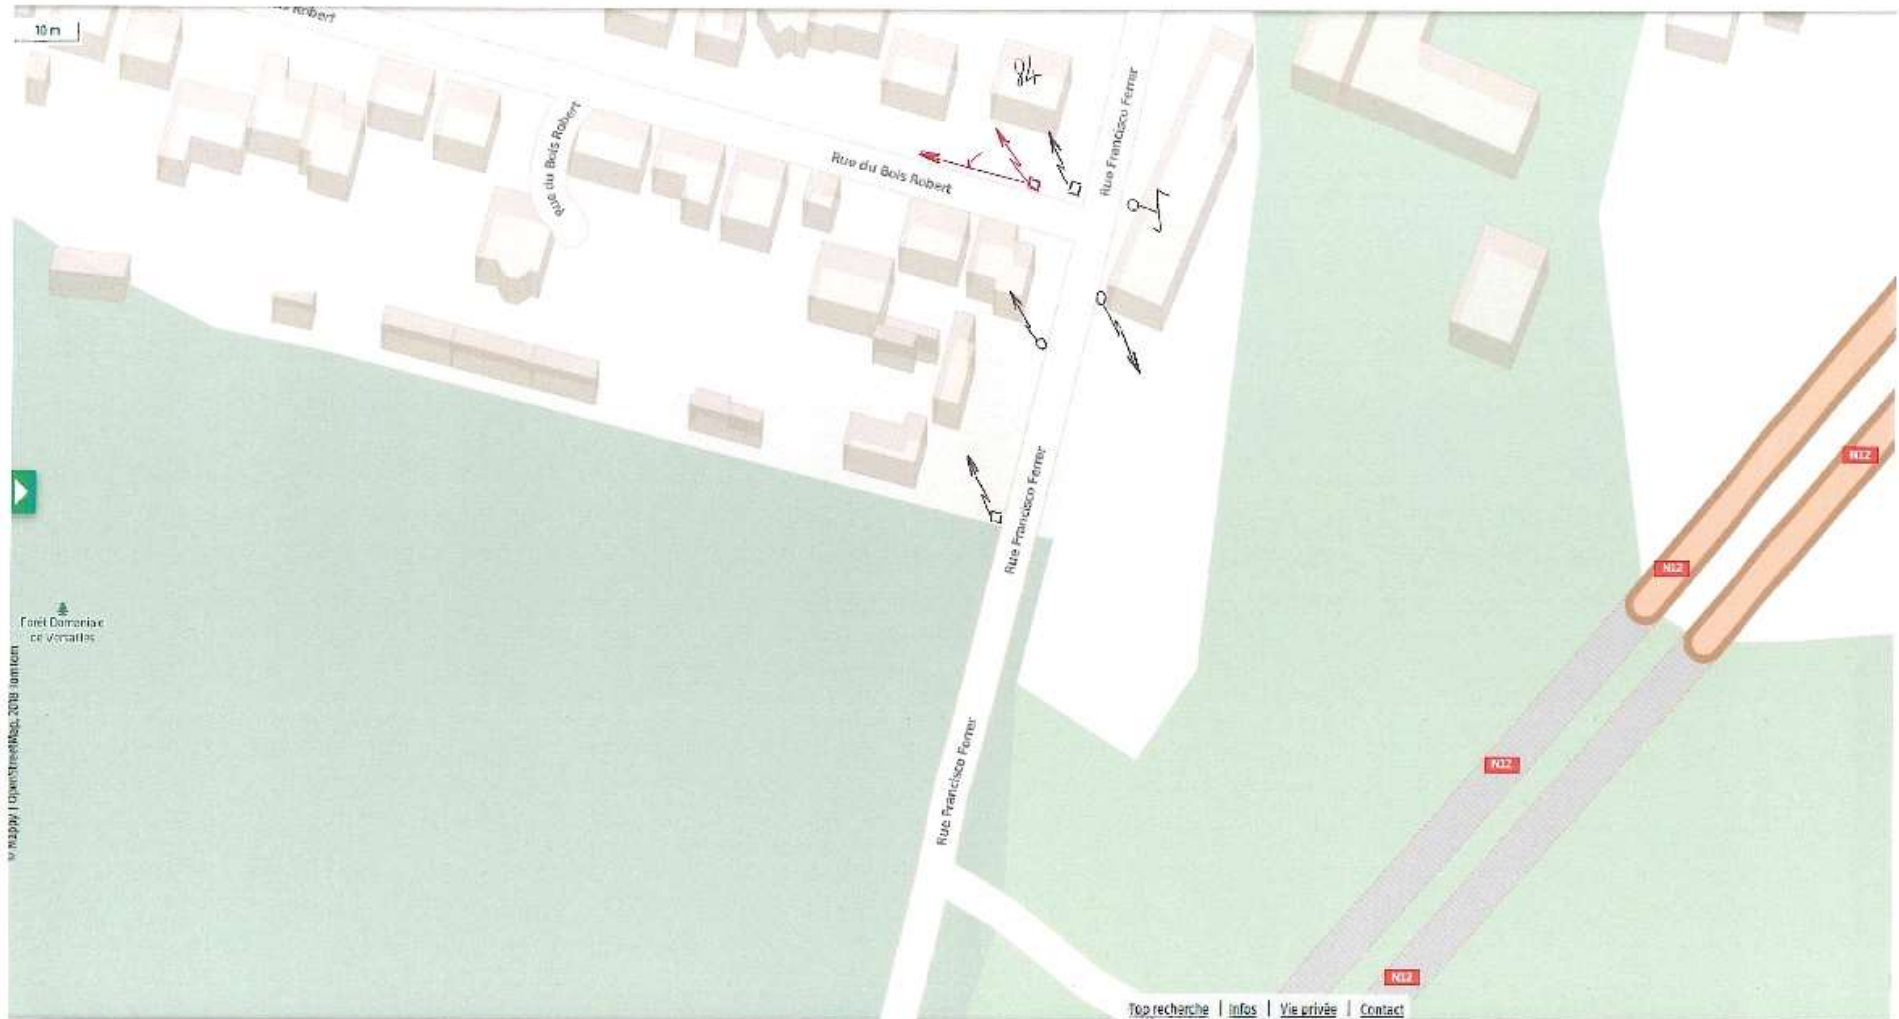 10 m
Robert
84
Rue Francisco Ferrer
Rue du Bois Robert
Rue du Bois Robert
N12
Rue Francisco Ferrer
N12
Forêt Domaniale
de Versailles
© Mappy | OpenStreetMap, 2018 TomTom
N12
Rue Francisco Ferrer
N12
Top recherche | Infos | Vie privée | Contact